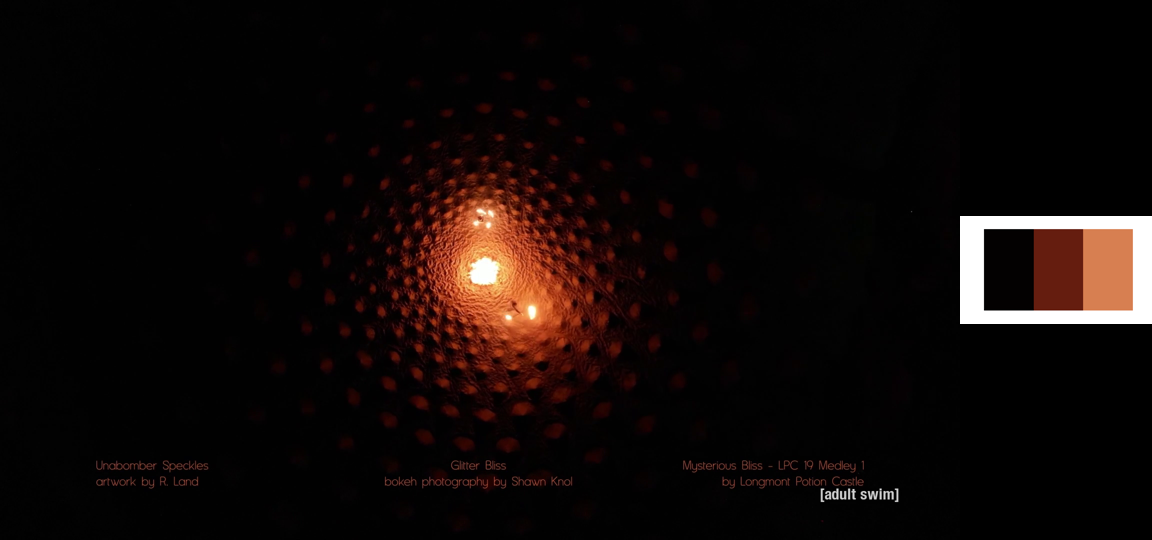 Unabomber Speckles
artwork by R. Land
Glitter Bliss
bokeh photography by Shawn Knol
Mysterious Bliss - LPC 19 Medley 1
by Longmont Potion Castle
[adult swim]